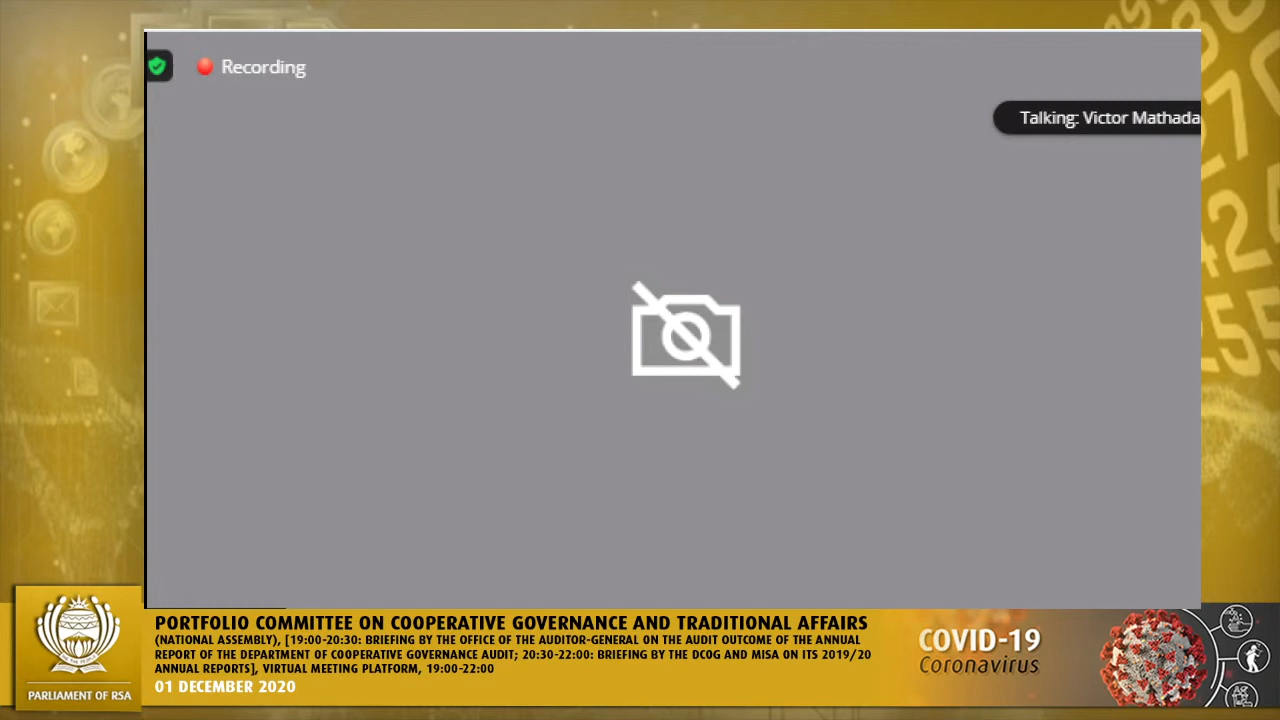 Recording
Talking: Victor Mathada
PORTFOLIO COMMITTEE ON COOPERATIVE GOVERNANCE AND TRADITIONAL AFFAIRS
(NATIONAL ASSEMBLY), [19:00-20:30: BRIEFING BY THE OFFICE OF THE AUDITOR-GENERAL ON THE AUDIT OUTCOME OF THE ANNUAL
REPORT OF THE DEPARTMENT OF COOPERATIVE GOVERNANCE AUDIT; 20:30-22:00: BRIEFING BY THE DCOG AND MISA ON ITS 2019/20
ANNUAL REPORTS], VIRTUAL MEETING PLATFORM, 19:00-22:00
01 DECEMBER 2020
PARLIAMENT OF RSA
COVID-19
Coronavirus